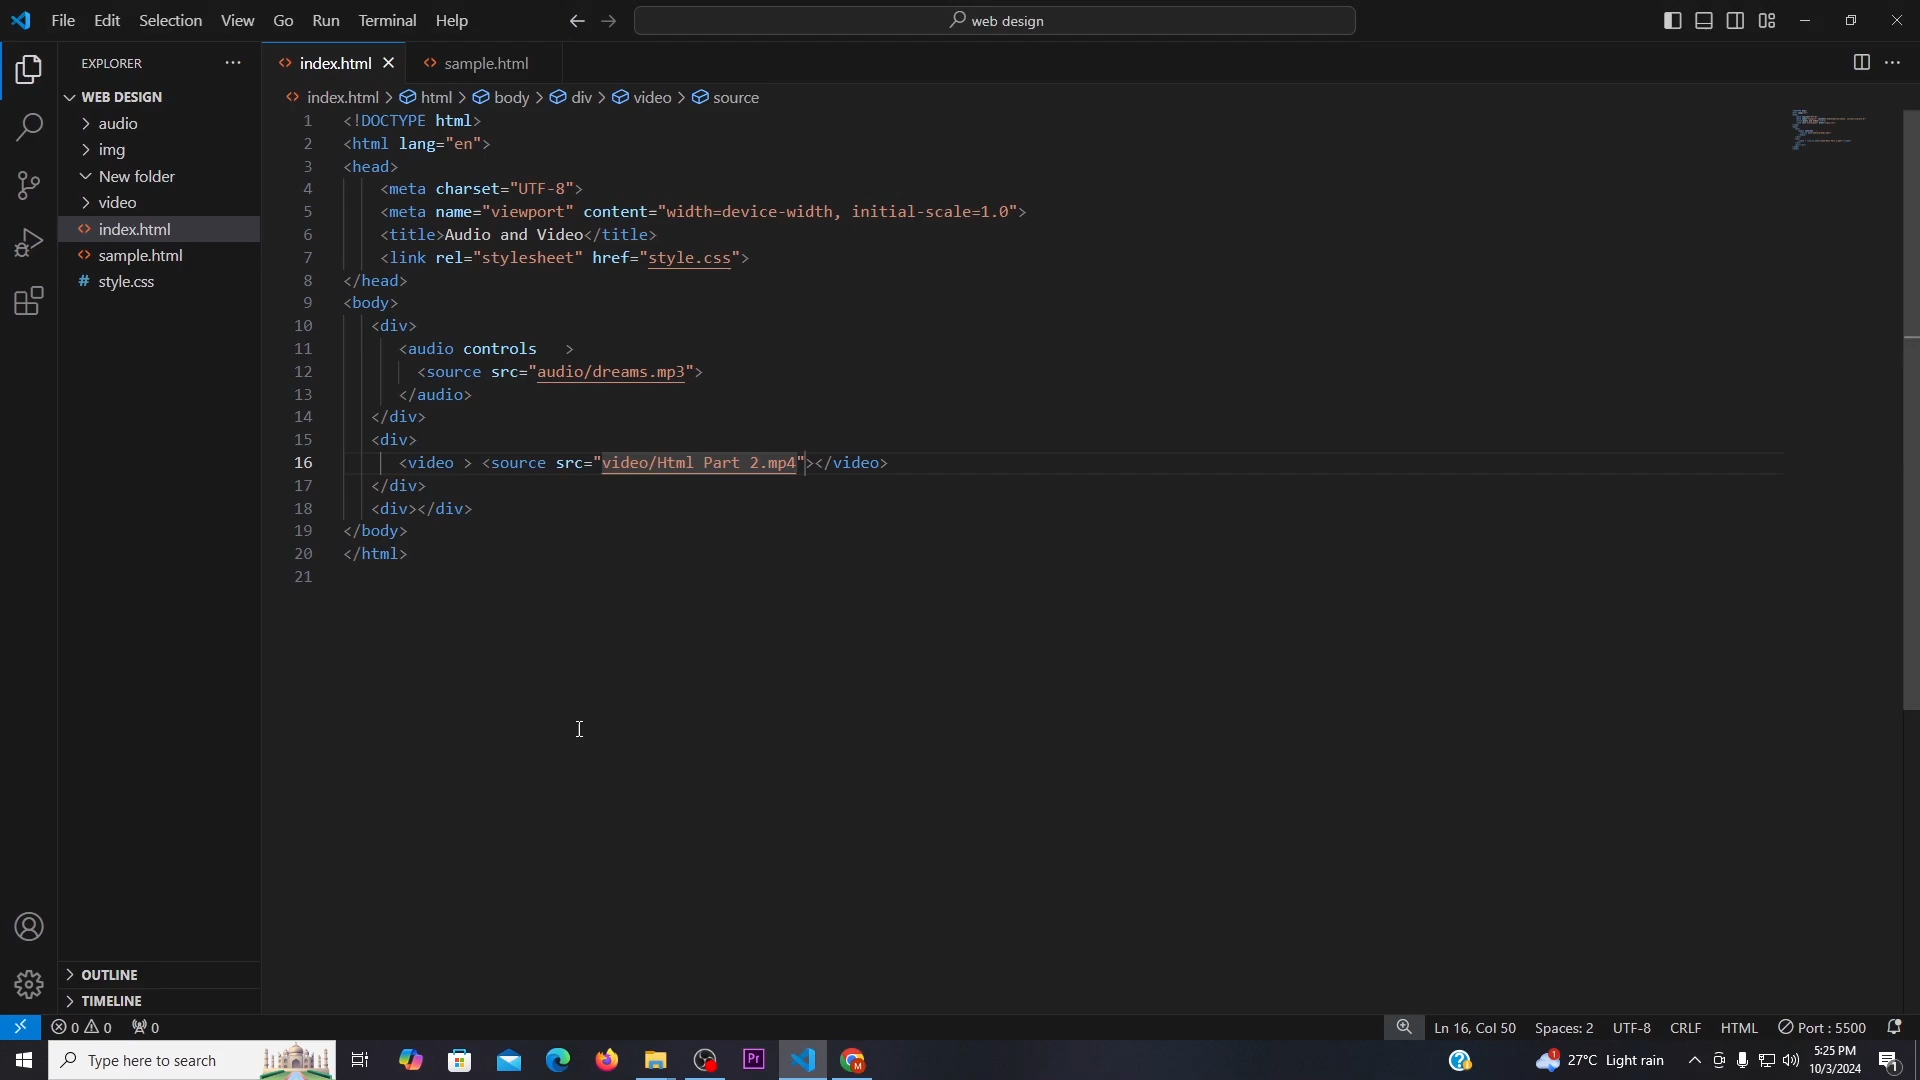 File Edit Selection View Go Run Terminal Help
web design
EXPLORER
WEB DESIGN
audio
img
New folder
video
index.html
sample.html
# style.css
OUTLINE
TIMELINE
index.html
sample.html
index.html > html > body > div > video > source
1 <!DOCTYPE html>
2 <html lang="en">
3 <head>
4 <meta charset="UTF-8">
5 <meta name="viewport" content="width=device-width, initial-scale=1.0">
6 <title>Audio and Video</title>
7 <link rel="stylesheet" href="style.css">
8 </head>
9 <body>
10 <div>
11 <audio controls >
12 <source src="audio/dreams.mp3">
13 </audio>
14 </div>
15 <div>
16 <video > <source src="video/Html Part 2.mp4"></video>
17 </div>
18 <div></div>
19 </body>
20 </html>
21
0 0 0
Ln 16, Col 50 Spaces: 2 UTF-8 CRLF HTML Port : 5500
Type here to search
Pr
M
1
27°C Light rain
5:25 PM
10/3/2024
1